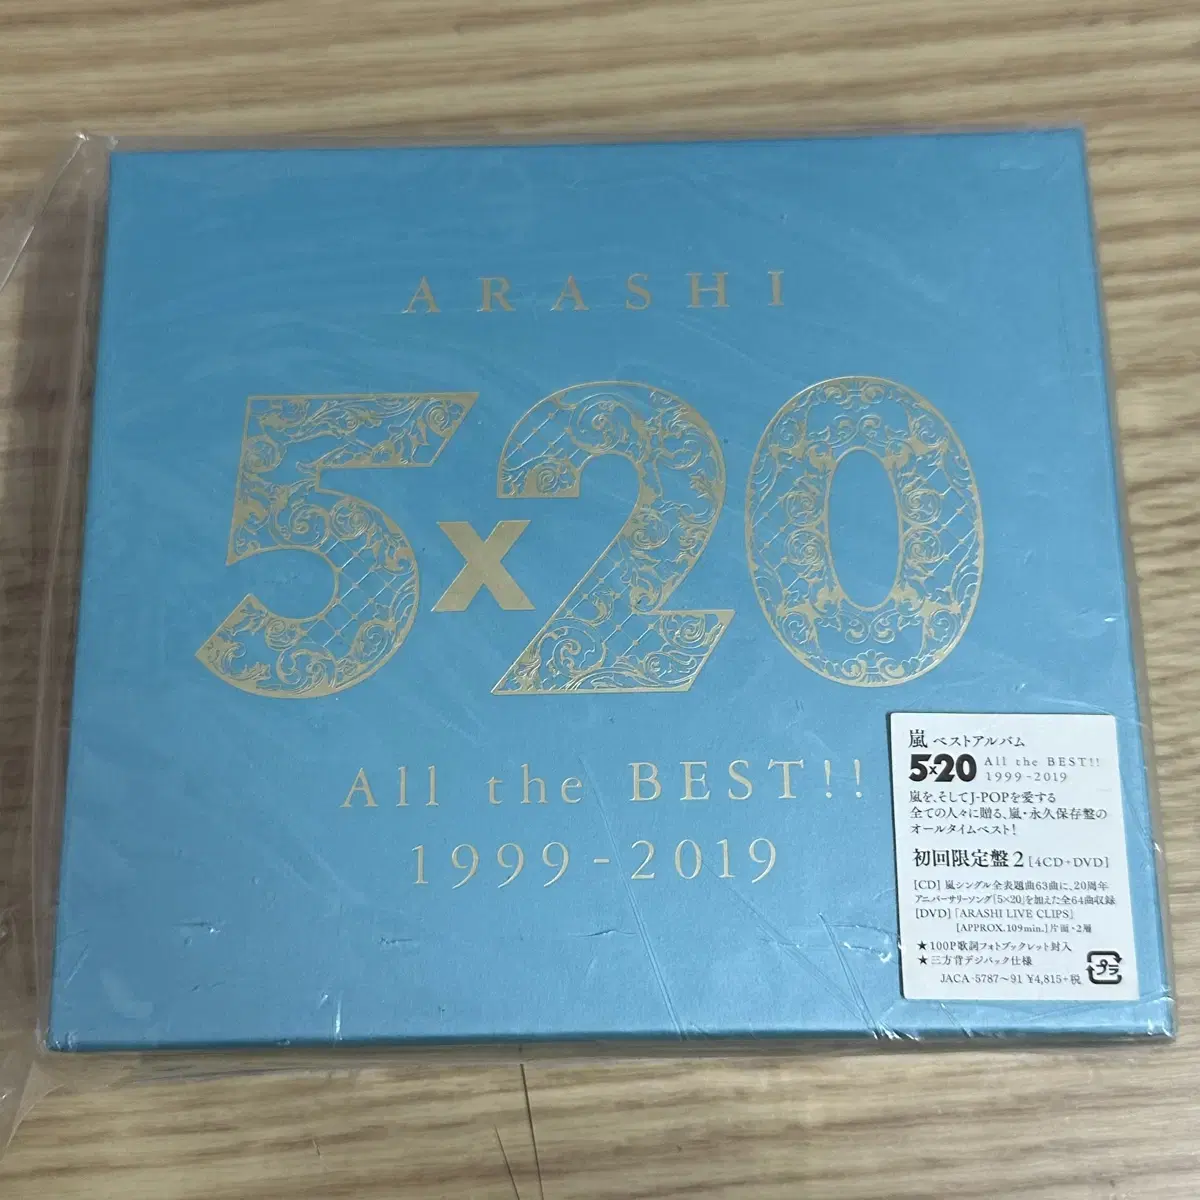 ARASHI
5x20
All the BEST!!
1999-2019
嵐 ベストアルバム
5x20 All the BEST!!
1999-2019
嵐を、そしてJ-POPを愛する
全ての人々に贈る、嵐・永久保存盤の
オールタイムベスト!
初回限定盤2 [4CD+DVD]
[CD] 嵐シングル全表題曲63曲に、20周年
アニバーサリーソング「5×20」を加えた全64曲収録
[DVD]「ARASHI LIVE CLIPS」
[APPROX.109min.] 片面・2層
★100P歌詞フォトブックレット封入
★三方背デジパック仕様
JACA-5787〜91 ¥4,815+税
プラ